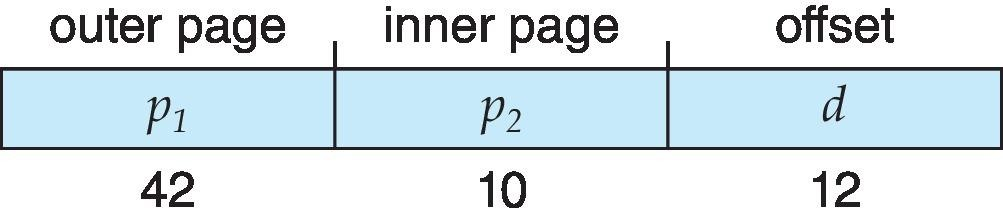 outer page inner page offset
p1 p2 d
42 10 12